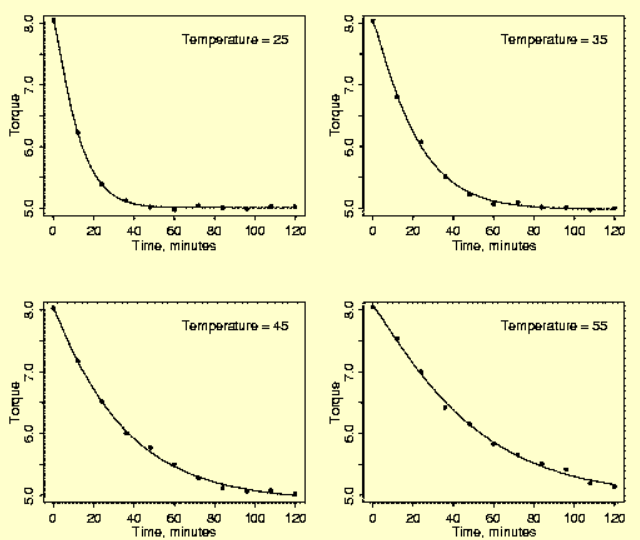 Temperature = 25
8.0
7.0
6.0
5.0
Torque
0 20 40 60 80 100 120
Time, minutes
Temperature = 35
8.0
7.0
6.0
5.0
Torque
0 20 40 60 80 100 120
Time, minutes
Temperature = 45
8.0
7.0
6.0
5.0
Torque
0 20 40 60 80 100 120
Time, minutes
Temperature = 55
8.0
7.0
6.0
5.0
Torque
0 20 40 60 80 100 120
Time, minutes